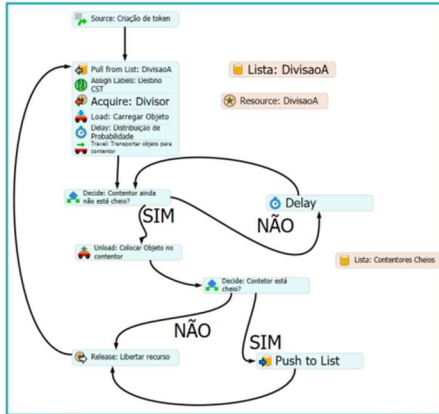 Source: Criação de token
Pull from List: DivisaoA
Assign Labels: Destino
CST
Acquire: Divisor
Load: Carregar Objeto
Delay: Distribuição de
Probabilidade
Travel: Transportar objeto para
contentor
Lista: DivisaoA
Resource: DivisaoA
Decide: Contentor ainda
não está cheio?
Delay
SIM
NÃO
Unload: Colocar Objeto no
contentor
Lista: Contentores Cheios
Decide: Contetor está
cheio?
NÃO
SIM
Release: Libertar recurso
Push to List